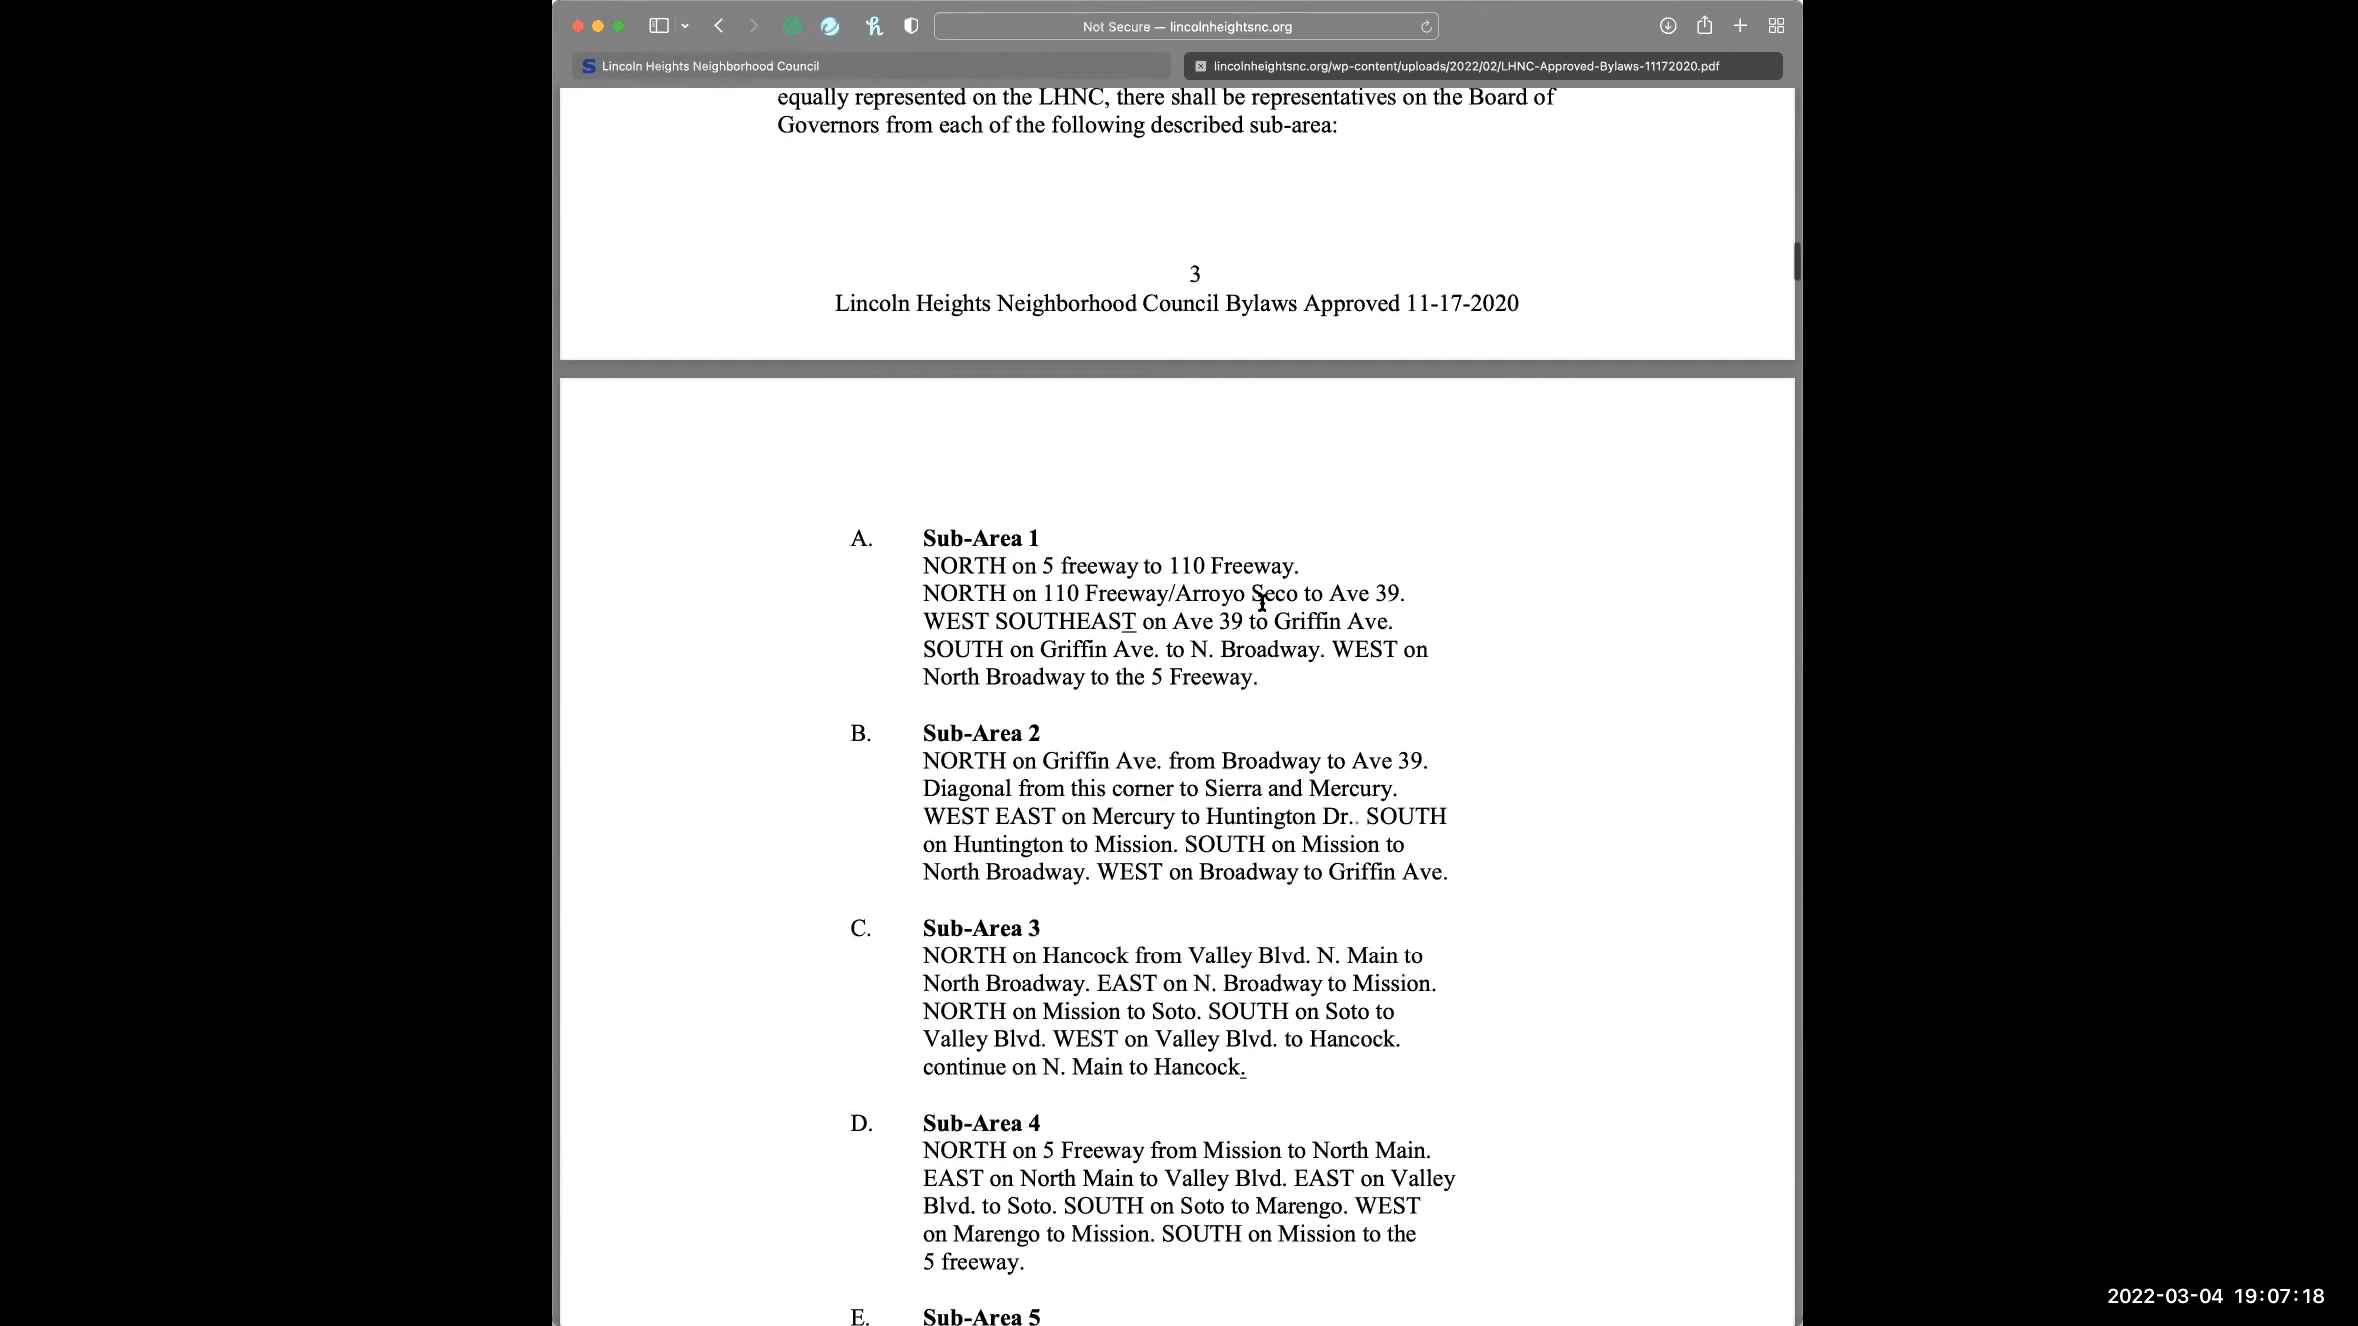 Not Secure — lincolnheightsnc.org
Lincoln Heights Neighborhood Council
lincolnheightsnc.org/wp-content/uploads/2022/02/LHNC-Approved-Bylaws-11172020.pdf
equally represented on the LHNC, there shall be representatives on the Board of
Governors from each of the following described sub-area:
3
Lincoln Heights Neighborhood Council Bylaws Approved 11-17-2020
A. Sub-Area 1
NORTH on 5 freeway to 110 Freeway.
NORTH on 110 Freeway/Arroyo Seco to Ave 39.
WEST SOUTHEAST on Ave 39 to Griffin Ave.
SOUTH on Griffin Ave. to N. Broadway. WEST on
North Broadway to the 5 Freeway.
B. Sub-Area 2
NORTH on Griffin Ave. from Broadway to Ave 39.
Diagonal from this corner to Sierra and Mercury.
WEST EAST on Mercury to Huntington Dr.. SOUTH
on Huntington to Mission. SOUTH on Mission to
North Broadway. WEST on Broadway to Griffin Ave.
C. Sub-Area 3
NORTH on Hancock from Valley Blvd. N. Main to
North Broadway. EAST on N. Broadway to Mission.
NORTH on Mission to Soto. SOUTH on Soto to
Valley Blvd. WEST on Valley Blvd. to Hancock.
continue on N. Main to Hancock.
D. Sub-Area 4
NORTH on 5 Freeway from Mission to North Main.
EAST on North Main to Valley Blvd. EAST on Valley
Blvd. to Soto. SOUTH on Soto to Marengo. WEST
on Marengo to Mission. SOUTH on Mission to the
5 freeway.
E. Sub-Area 5
2022-03-04 19:07:18